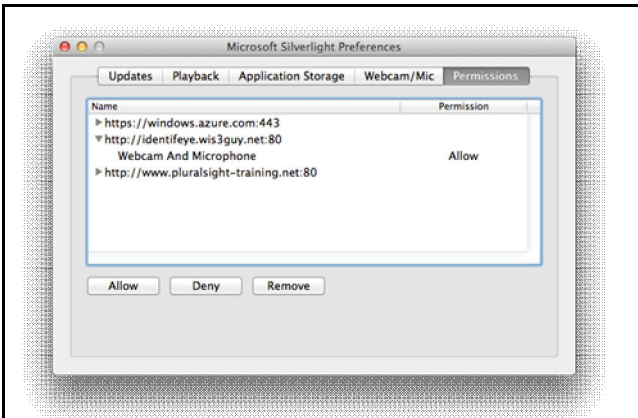 Microsoft Silverlight Preferences
Updates Playback Application Storage Webcam/Mic Permissions
Name Permission
https://windows.azure.com:443
http://identifeye.wis3guy.net:80
Webcam And Microphone Allow
http://www.pluralsight-training.net:80
Allow Deny Remove